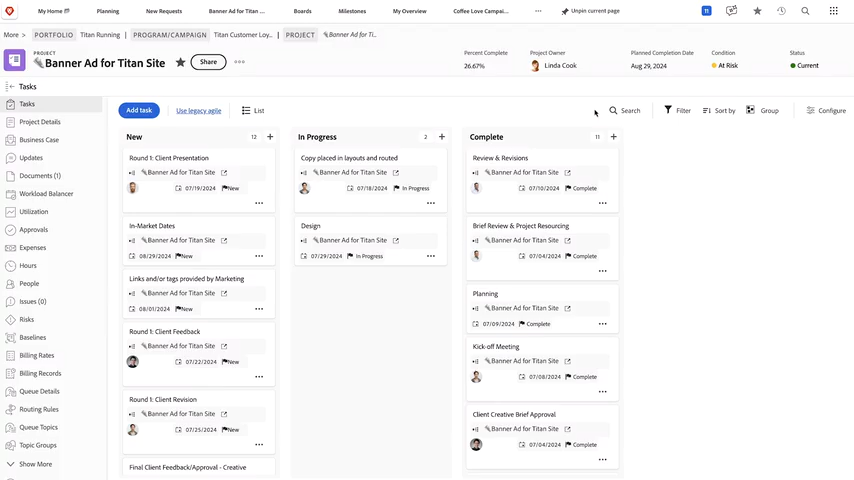 My Home
Planning
New Requests
Banner Ad for Titan ...
Boards
Milestones
My Overview
Coffee Love Campai...
Unpin current page
11
More >
PORTFOLIO
Titan Running
PROGRAM/CAMPAIGN
Titan Customer Loy...
PROJECT
Banner Ad for Ti...
PROJECT
Banner Ad for Titan Site
Share
Percent Complete
26.67%
Project Owner
Linda Cook
Planned Completion Date
Aug 29, 2024
Condition
At Risk
Status
Current
Tasks
Tasks
Project Details
Business Case
Updates
Documents (1)
Workload Balancer
Utilization
Approvals
Expenses
Hours
People
Issues (0)
Risks
Baselines
Billing Rates
Billing Records
Queue Details
Routing Rules
Queue Topics
Topic Groups
Show More
Add task
Use legacy agile
List
Search
Filter
Sort by
Group
Configure
New
12
Round 1: Client Presentation
Banner Ad for Titan Site
07/19/2024
New
In-Market Dates
Banner Ad for Titan Site
08/29/2024
New
Links and/or tags provided by Marketing
Banner Ad for Titan Site
08/01/2024
New
Round 1: Client Feedback
Banner Ad for Titan Site
07/22/2024
New
Round 1: Client Revision
Banner Ad for Titan Site
07/25/2024
New
Final Client Feedback/Approval - Creative
In Progress
2
Copy placed in layouts and routed
Banner Ad for Titan Site
07/18/2024
In Progress
Design
Banner Ad for Titan Site
07/29/2024
In Progress
Complete
11
Review & Revisions
Banner Ad for Titan Site
07/10/2024
Complete
Brief Review & Project Resourcing
Banner Ad for Titan Site
07/04/2024
Complete
Planning
Banner Ad for Titan Site
07/09/2024
Complete
Kick-off Meeting
Banner Ad for Titan Site
07/08/2024
Complete
Client Creative Brief Approval
Banner Ad for Titan Site
07/04/2024
Complete